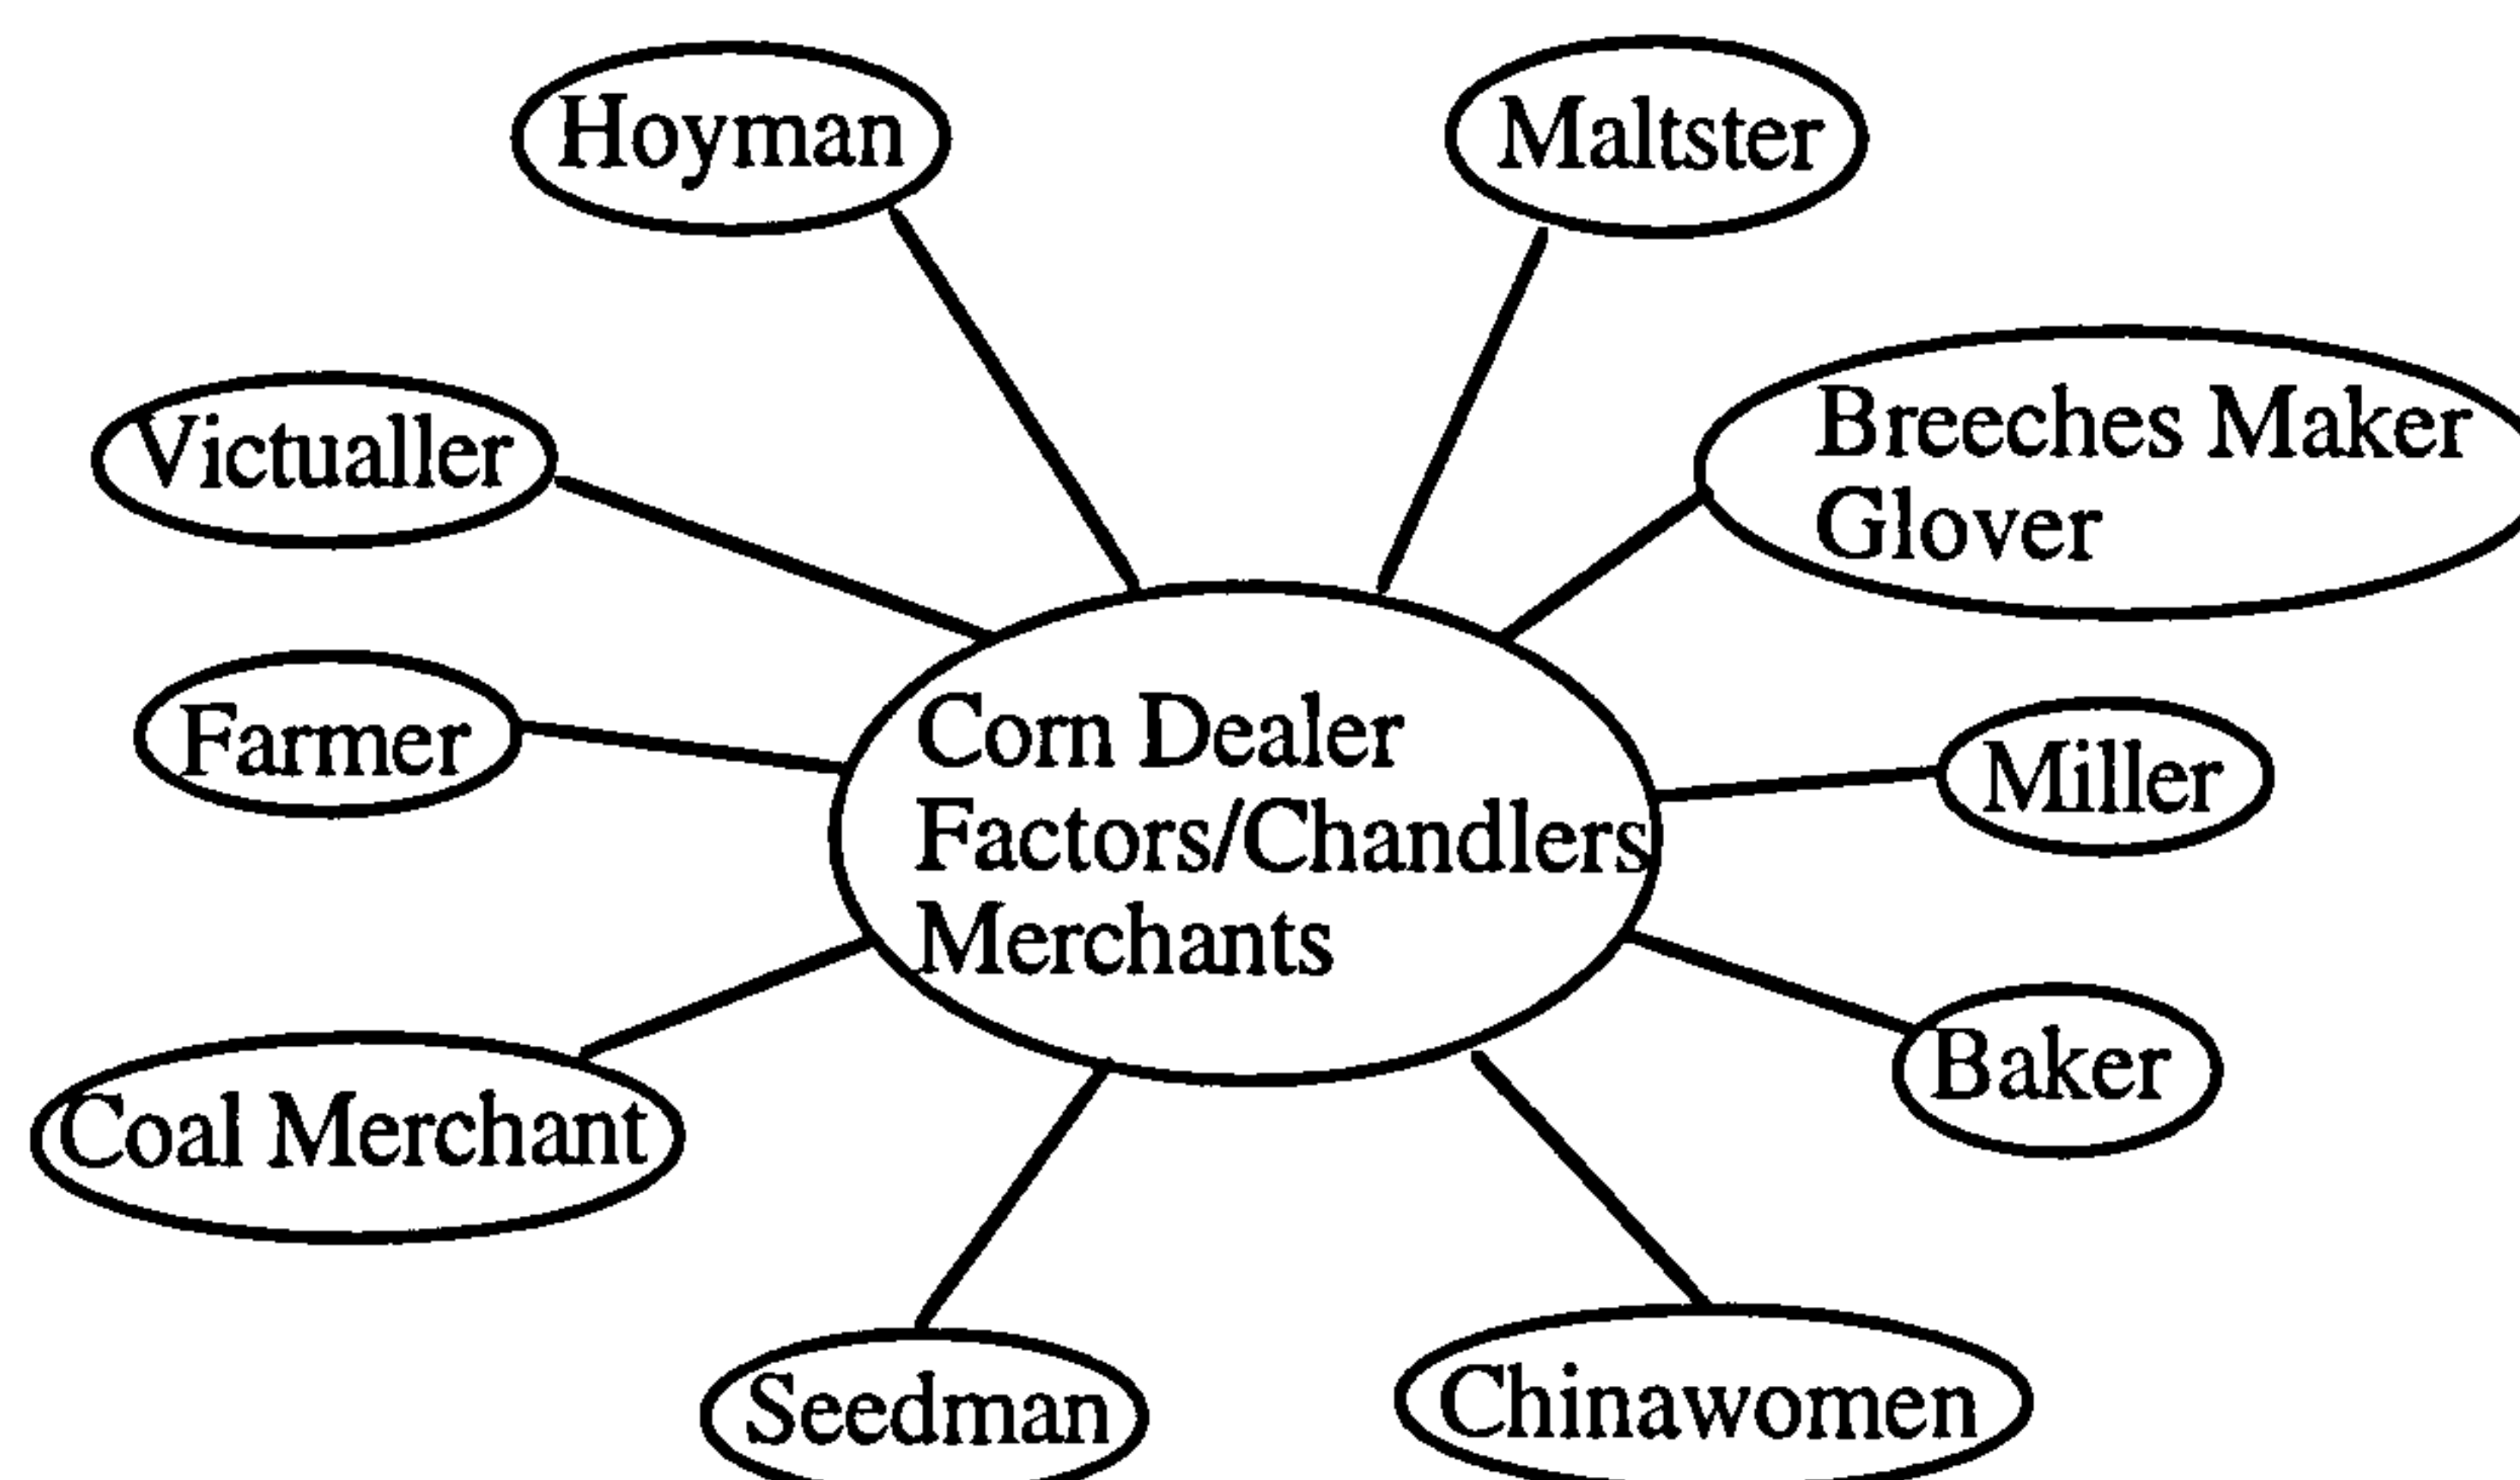 Hoyman
Maltster
Victualler
Breeches Maker
Glover
Farmer
Corn Dealer
Factors/Chandlers
Merchants
Miller
Baker
Coal Merchant
Seedman
Chinawomen